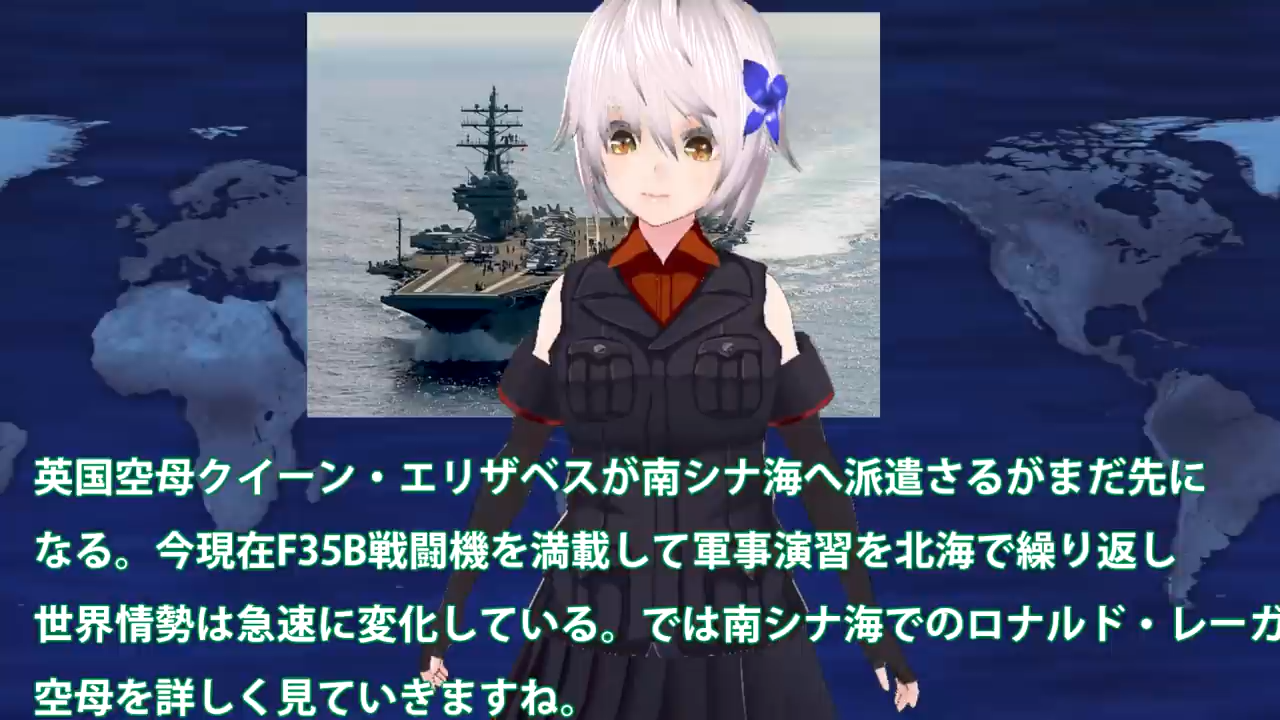 英国空母クイーン・エリザベスが南シナ海へ派遣さるがまだ先に
なる。今現在F35B戦闘機を満載して軍事演習を北海で繰り返し
世界情勢は急速に変化している。では南シナ海でのロナルド・レーガ
空母を詳しく見ていきますね。